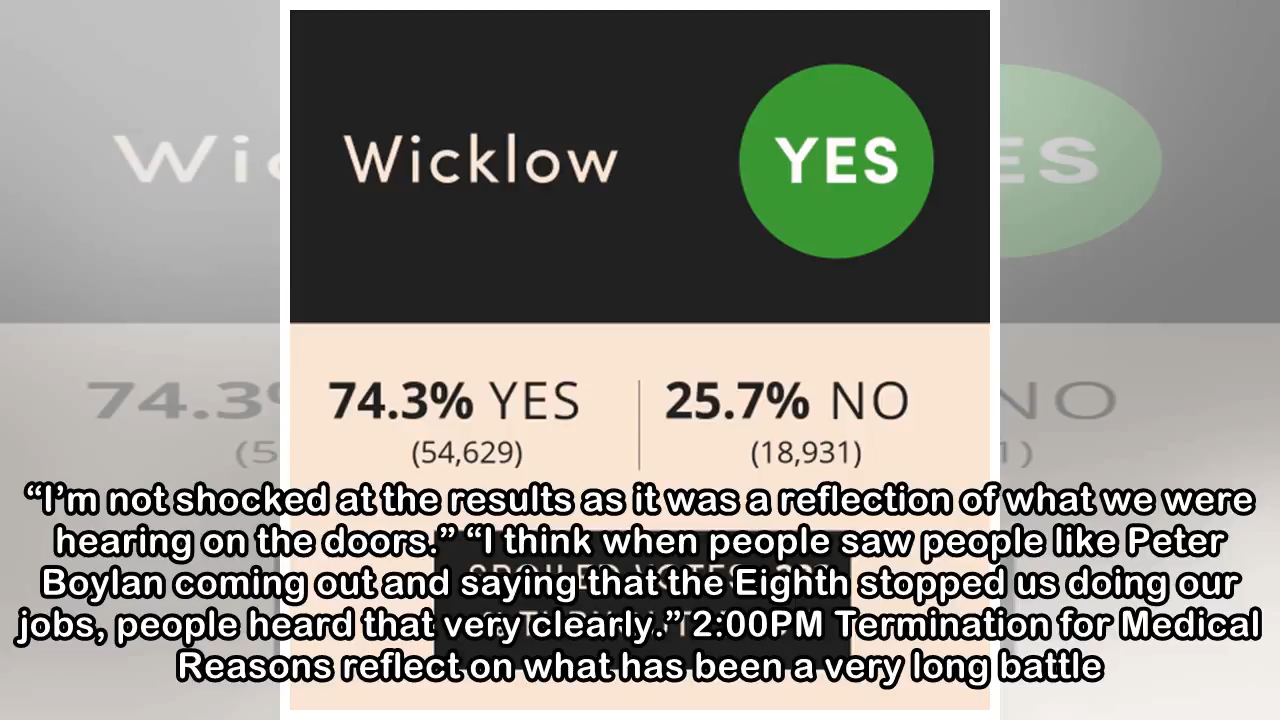 Wicklow
YES
74.3% YES
25.7% NO
(54,629)
(18,931)
“I’m not shocked at the results as it was a reflection of what we were
hearing on the doors.” “I think when people saw people like Peter
Boylan coming out and saying that the Eighth stopped us doing our
jobs, people heard that very clearly.” 2:00PM Termination for Medical
Reasons reflect on what has been a very long battle